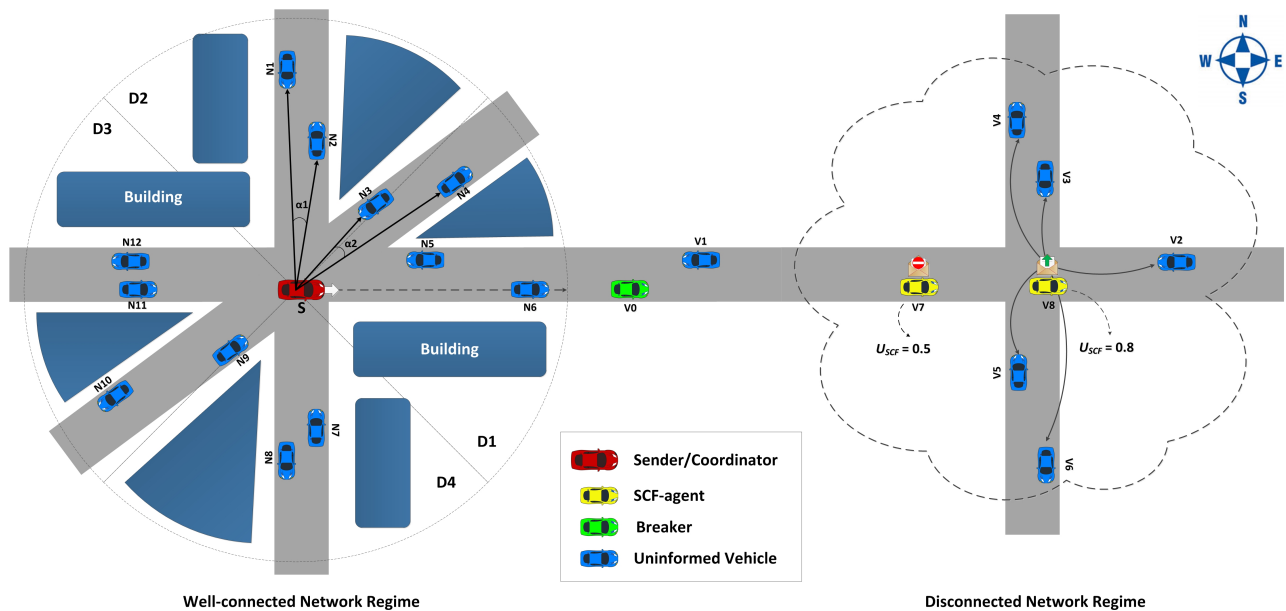 N
W E
S
D2
D3
N1
N2
V4
V3
Building
N3
N4
α1
α2
N12
N5
V1
V2
N11
S
N6
V0
V7
V8
U_SCF = 0.5
U_SCF = 0.8
Building
N9
N10
V5
N7
N8
D1
D4
V6
Sender/Coordinator
SCF-agent
Breaker
Uninformed Vehicle
Well-connected Network Regime
Disconnected Network Regime